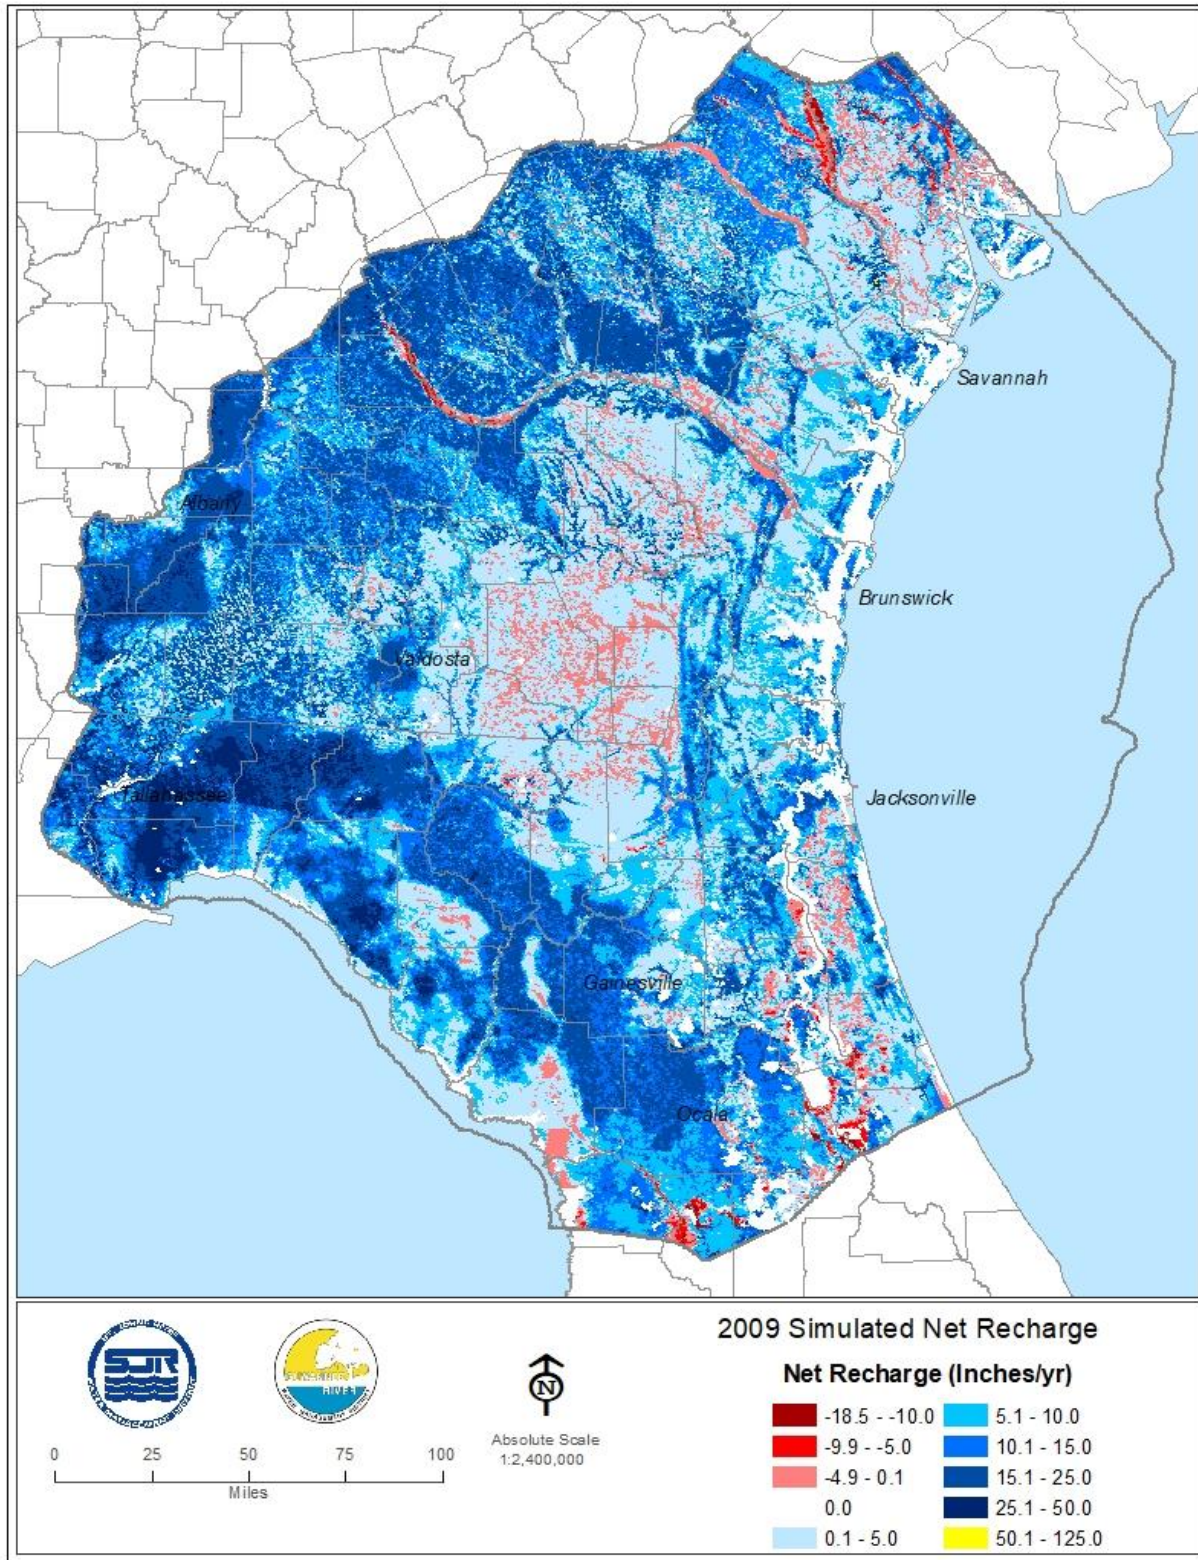 Savannah
Albany
Brunswick
Valdosta
Jacksonville
Tallahassee
Gainesville
Ocala
2009 Simulated Net Recharge
Net Recharge (Inches/yr)
-18.5 - -10.0
-9.9 - -5.0
-4.9 - 0.1
0.0
0.1 - 5.0
5.1 - 10.0
10.1 - 15.0
15.1 - 25.0
25.1 - 50.0
50.1 - 125.0
SJR
RIVER
N
Absolute Scale
1:2,400,000
0 25 50 75 100
Miles